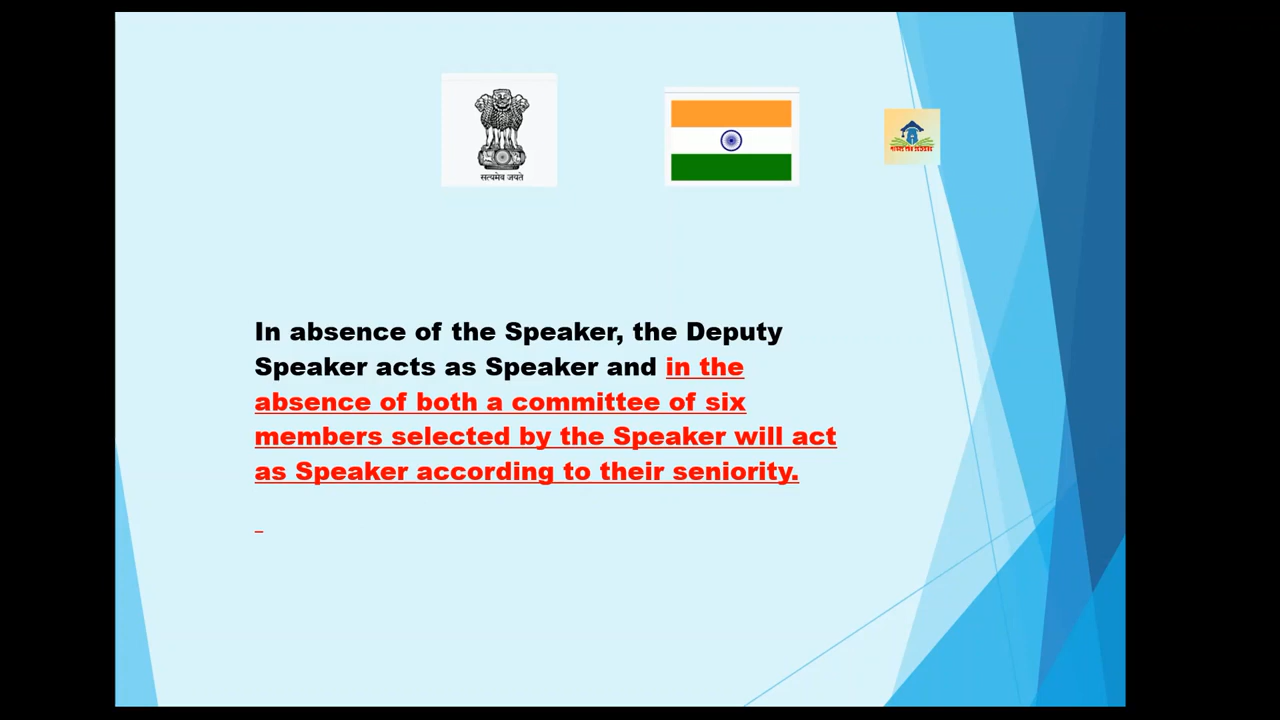 सत्यमेव जयते
In absence of the Speaker, the Deputy
Speaker acts as Speaker and in the
absence of both a committee of six
members selected by the Speaker will act
as Speaker according to their seniority.